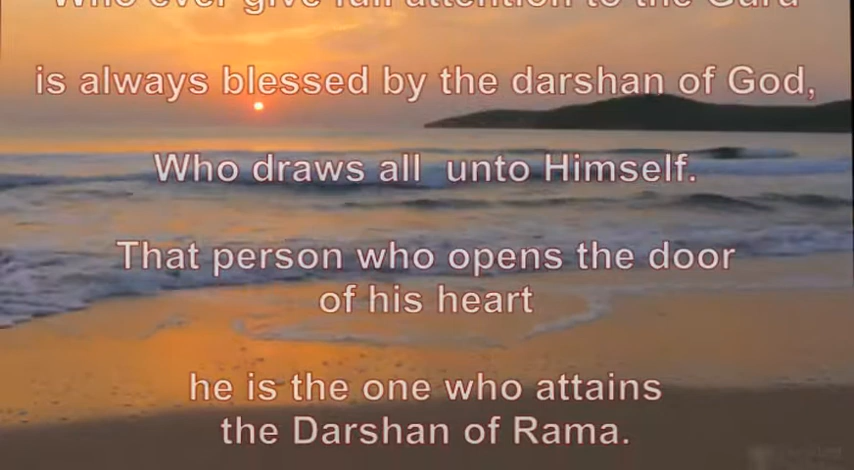 Who ever give full attention to the Guru
is always blessed by the darshan of God,
Who draws all unto Himself.
That person who opens the door
of his heart
he is the one who attains
the Darshan of Rama.